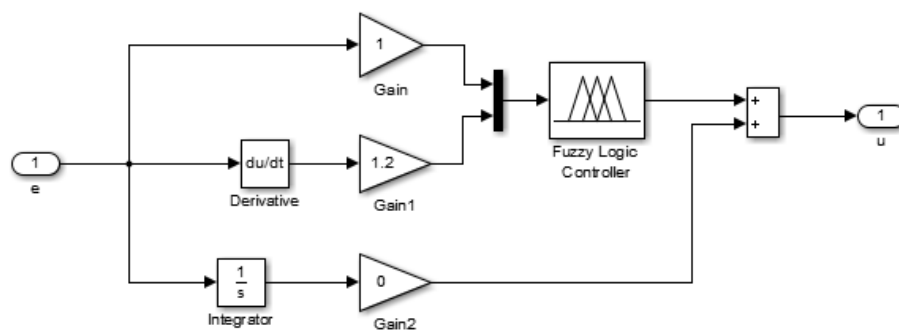 1
Gain
+
+
1
u
Fuzzy Logic
Controller
1
e
du/dt
Derivative
1.2
Gain1
1
s
Integrator
0
Gain2